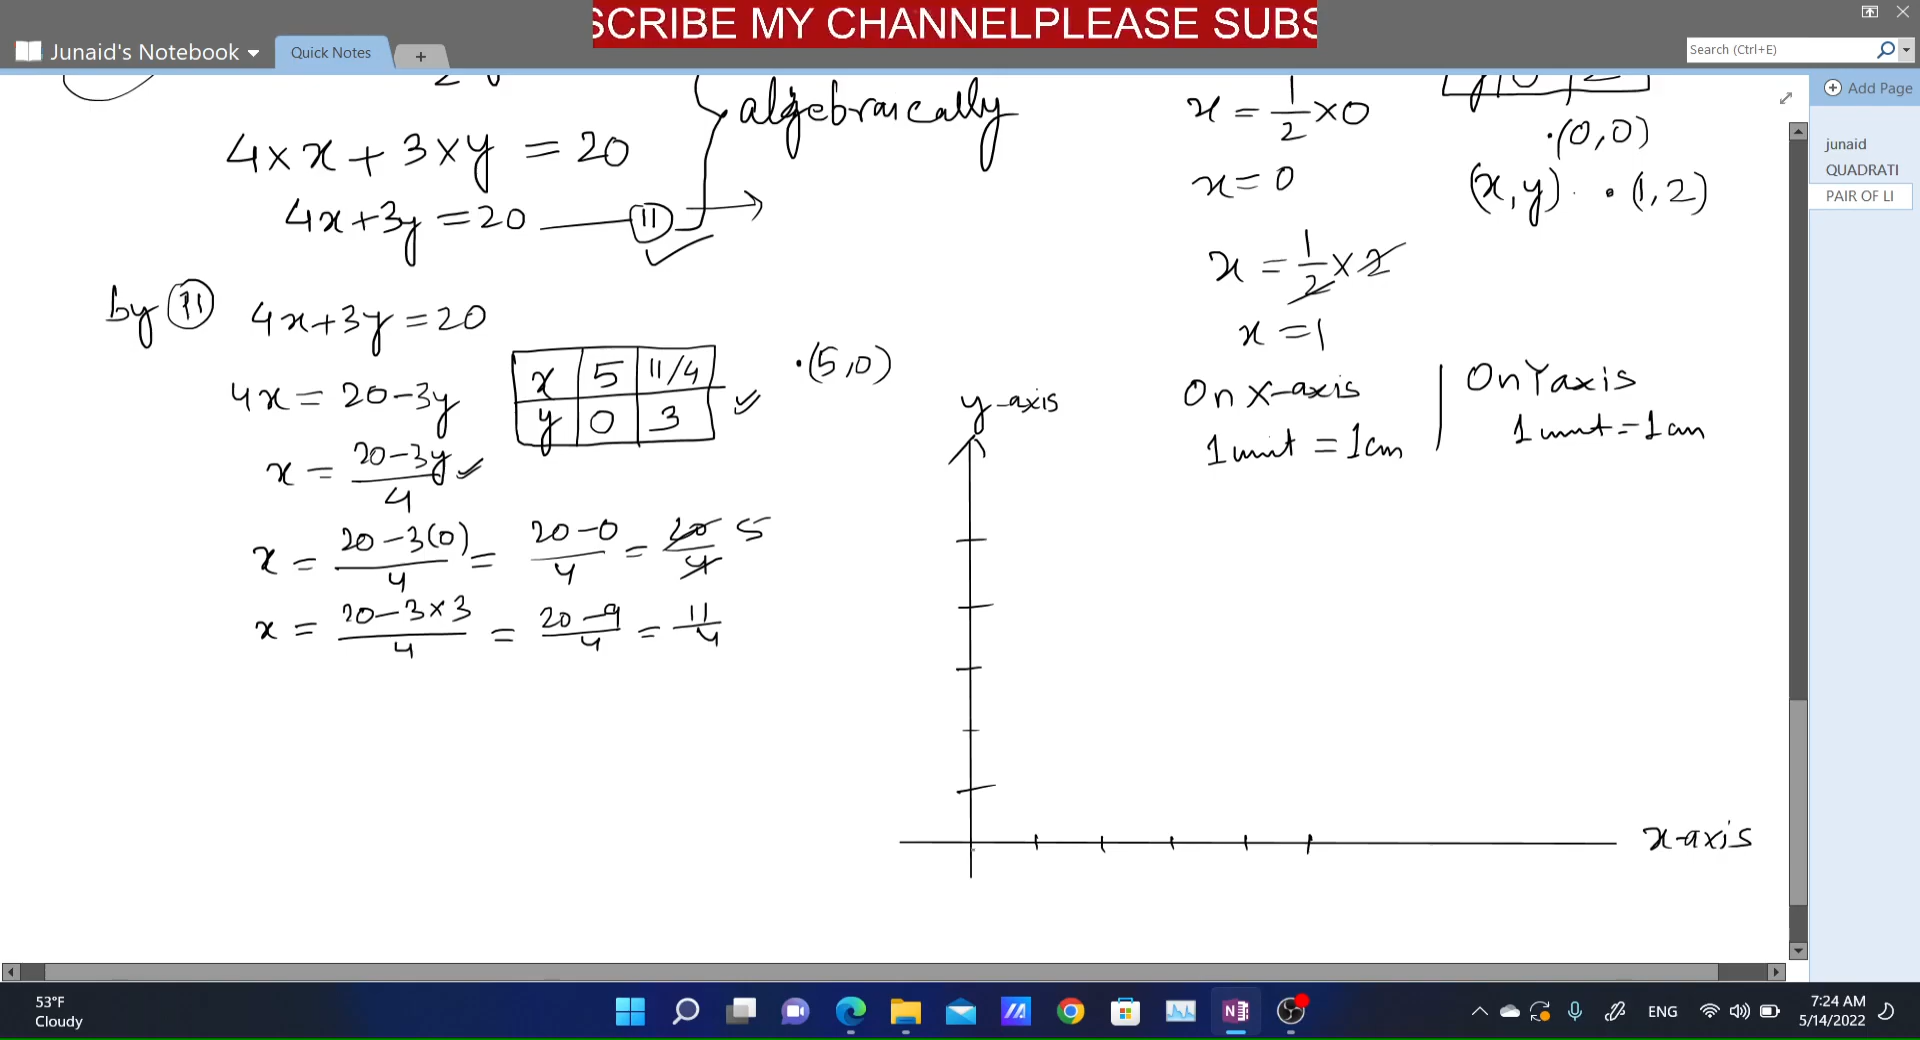 SCRIBE MY CHANNELPLEASE SUBS
Junaid's Notebook
Quick Notes
+
Search (Ctrl+E)
Add Page
junaid
QUADRATI
PAIR OF LI
algebraically
4×x + 3×y = 20
4x+3y = 20 — II
by II 4x+3y = 20
4x = 20-3y
x = 20-3y/4
x = 20-3(0)/4 = 20-0/4 = 20/4 5
x = 20-3×3/4 = 20-9/4 = 11/4
x 5 11/4
y 0 3
.(5,0)
x = 1/2 ×0
x = 0
.(0,0)
(x,y) . (1,2)
x = 1/2 ×2
x = 1
On X-axis
1 unit = 1cm
On Y axis
1 unit = 1cm
y-axis
x-axis
53°F
Cloudy
ENG
7:24 AM
5/14/2022